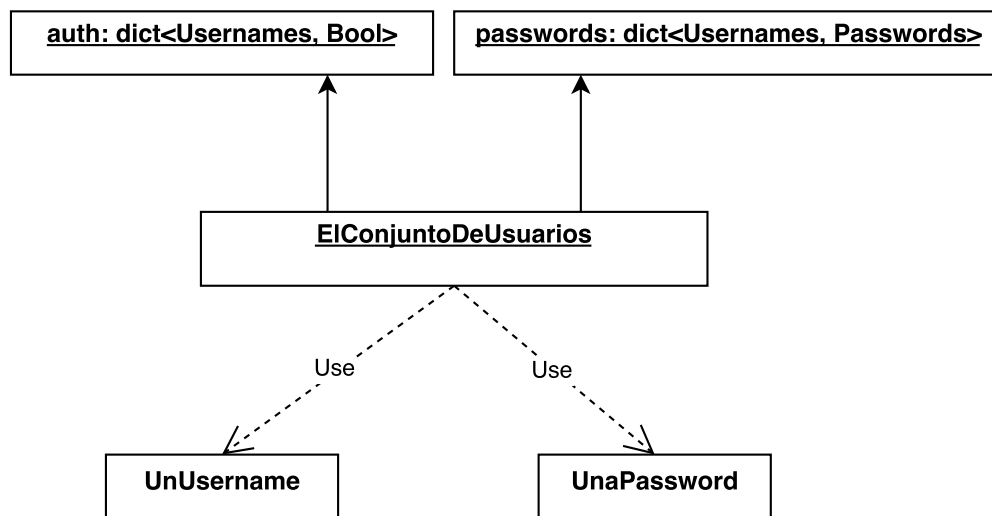 auth: dict<Usernames, Bool>
passwords: dict<Usernames, Passwords>
ElConjuntoDeUsuarios
Use
Use
UnUsername
UnaPassword